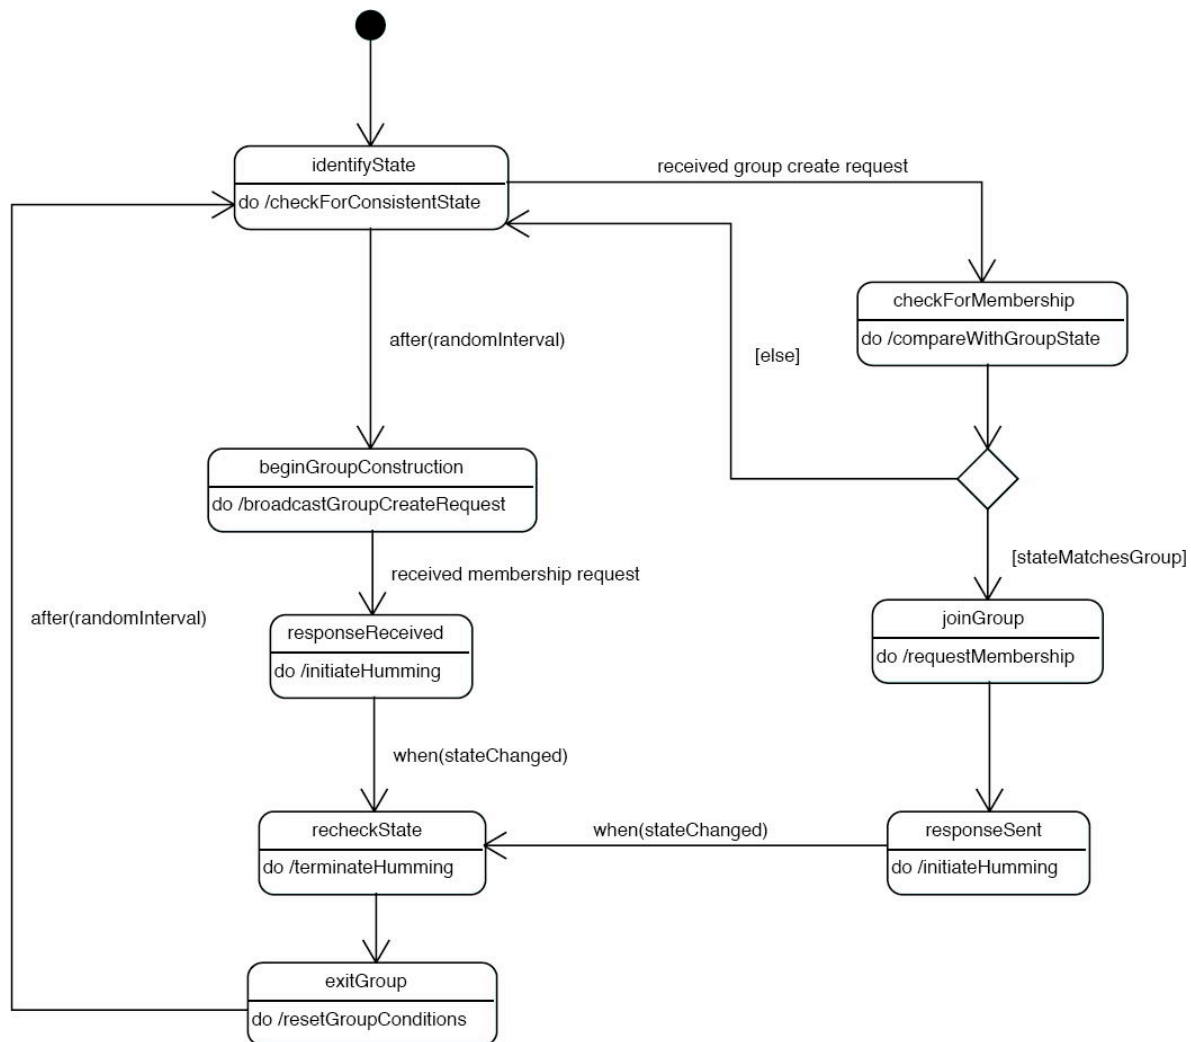 identifyState
do /checkForConsistentState
received group create request
checkForMembership
do /compareWithGroupState
after(randomInterval)
[else]
beginGroupConstruction
do /broadcastGroupCreateRequest
received membership request
[stateMatchesGroup]
after(randomInterval)
responseReceived
do /initiateHumming
joinGroup
do /requestMembership
when(stateChanged)
recheckState
do /terminateHumming
when(stateChanged)
responseSent
do /initiateHumming
exitGroup
do /resetGroupConditions